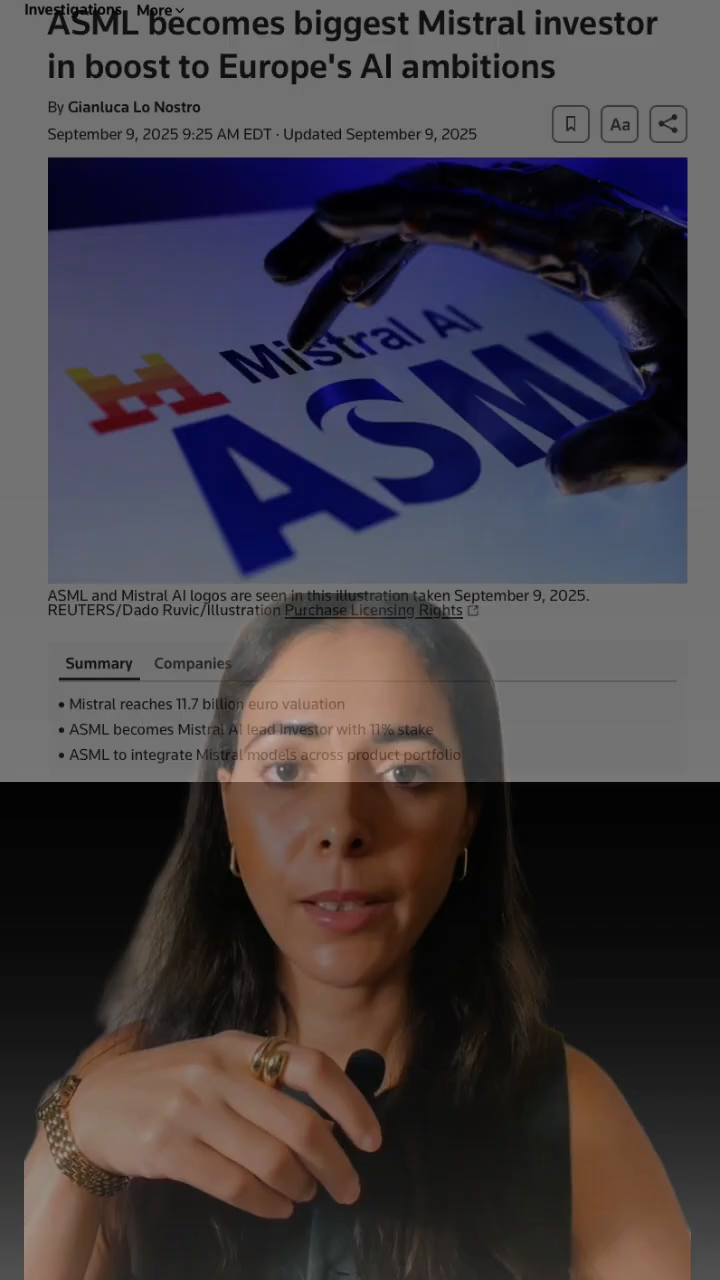 Investigations More
ASML becomes biggest Mistral investor
in boost to Europe's AI ambitions
By Gianluca Lo Nostro
September 9, 2025 9:25 AM EDT · Updated September 9, 2025
Aa
Mistral AI
ASML
ASML and Mistral AI logos are seen in this illustration taken September 9, 2025.
REUTERS/Dado Ruvic/Illustration Purchase Licensing Rights
Summary Companies
• Mistral reaches 11.7 billion euro valuation
• ASML becomes Mistral AI lead investor with 11% stake
• ASML to integrate Mistral models across product portfolio